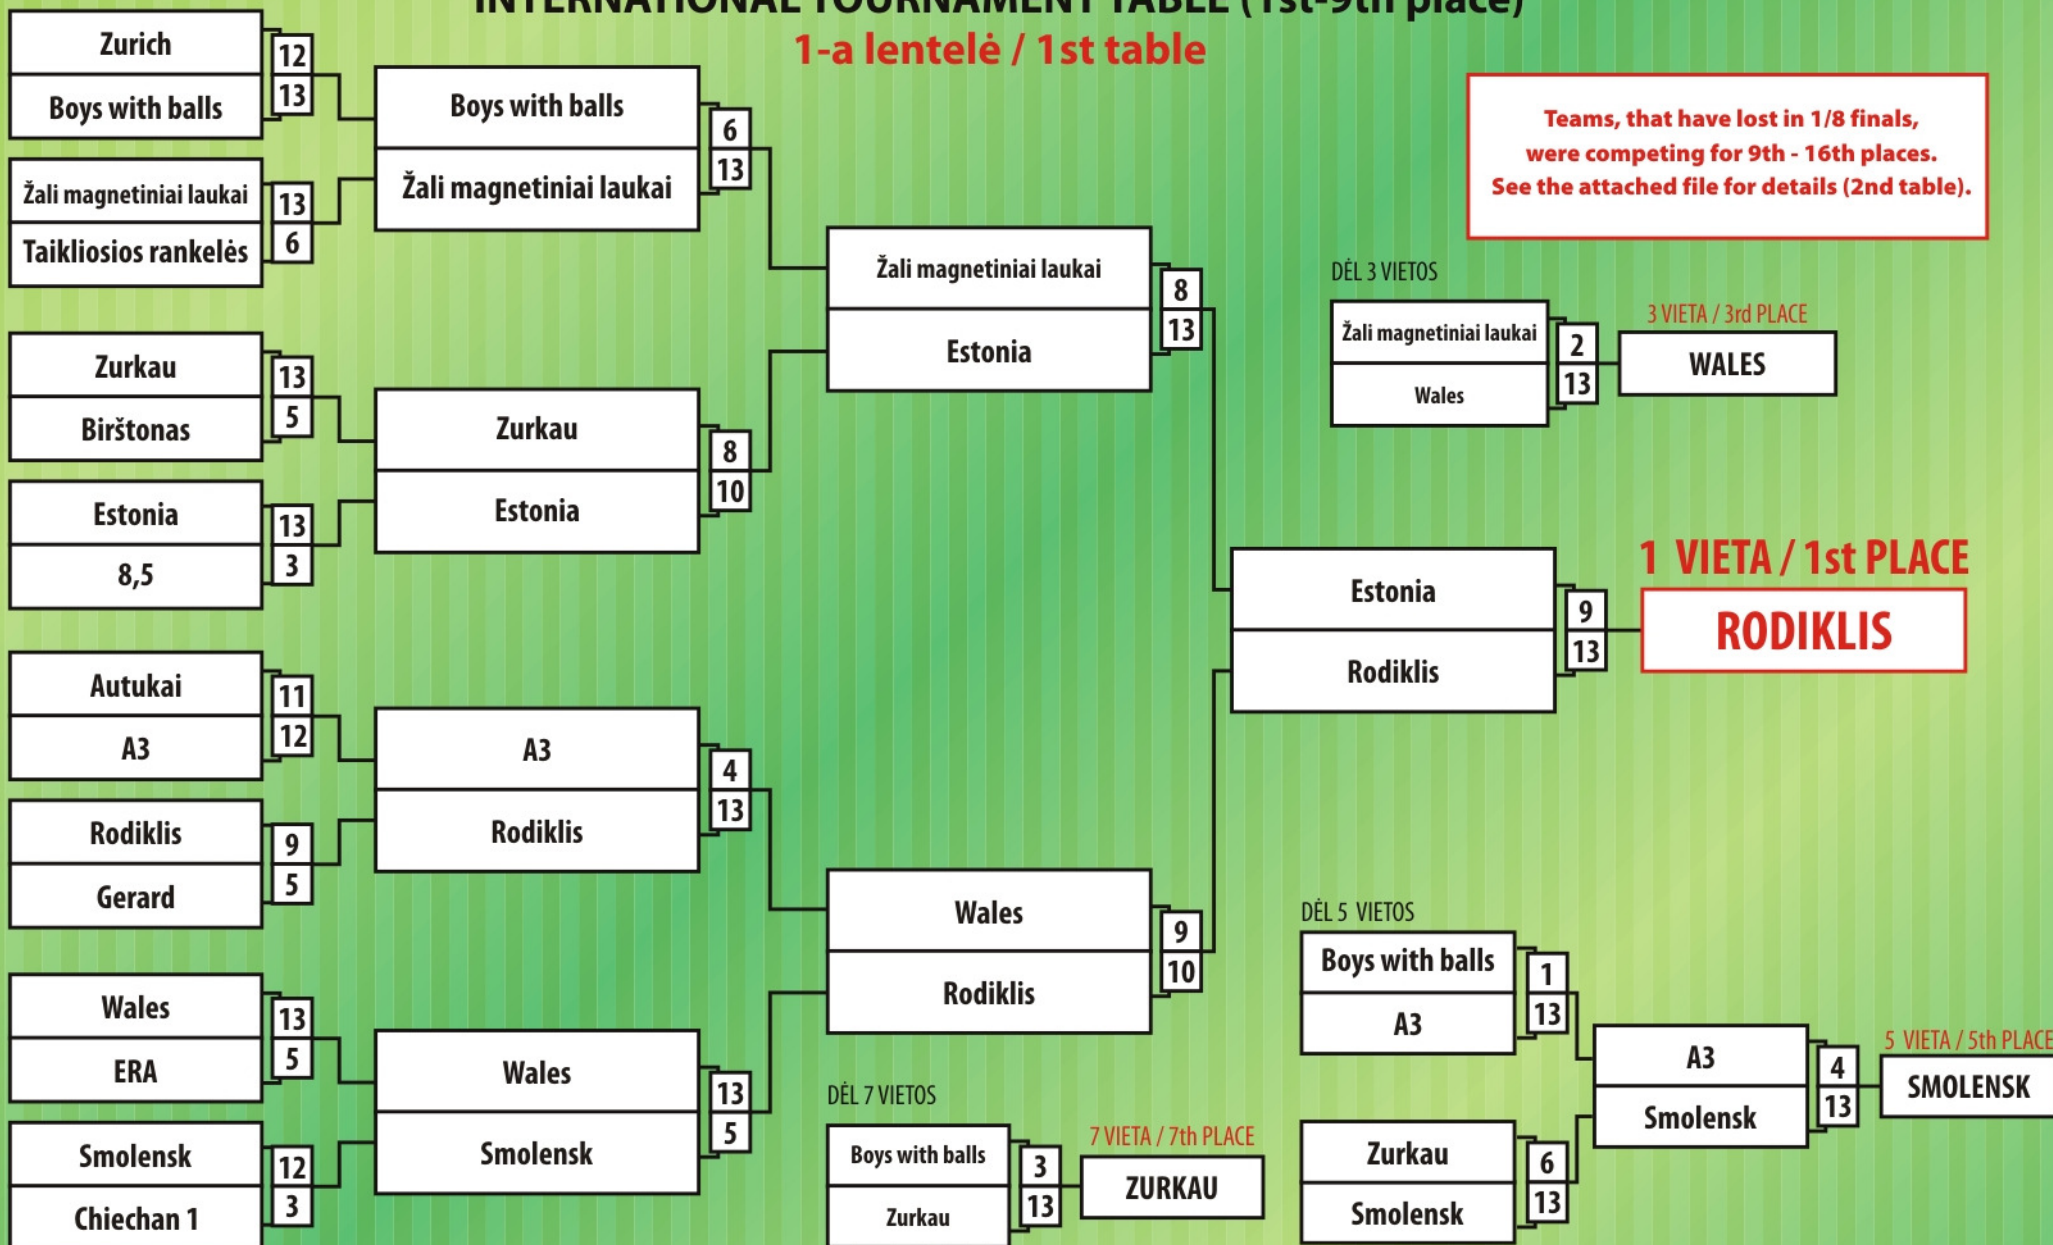 INTERNATIONAL TOURNAMENT TABLE (1st-9th place)
1-a lentelė / 1st table
Zurich
12
Boys with balls
13
Žali magnetiniai laukai
13
Taikliosios rankelės
6
Zurkau
13
Birštonas
5
Estonia
13
8,5
3
Autukai
11
A3
12
Rodiklis
9
Gerard
5
Wales
13
ERA
5
Smolensk
12
Chiechan 1
3
Boys with balls
6
Žali magnetiniai laukai
13
Zurkau
8
Estonia
10
A3
4
Rodiklis
13
Wales
13
Smolensk
5
Žali magnetiniai laukai
8
Estonia
13
Wales
9
Rodiklis
10
Estonia
9
Rodiklis
13
1 VIETA / 1st PLACE
RODIKLIS
Teams, that have lost in 1/8 finals,
were competing for 9th - 16th places.
See the attached file for details (2nd table).
DĖL 3 VIETOS
Žali magnetiniai laukai
2
Wales
13
3 VIETA / 3rd PLACE
WALES
DĖL 5 VIETOS
Boys with balls
1
A3
13
Zurkau
6
Smolensk
13
A3
4
Smolensk
13
5 VIETA / 5th PLACE
SMOLENSK
DĖL 7 VIETOS
Boys with balls
3
Zurkau
13
7 VIETA / 7th PLACE
ZURKAU